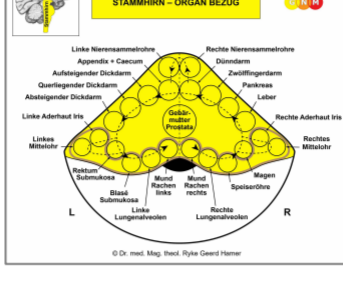 STAMMHIRN – ORGAN BEZUG
Linke Nierensammelrohre
Rechte Nierensammelrohre
Appendix + Caecum
Dünndarm
Aufsteigender Dickdarm
Zwölffingerdarm
Querliegender Dickdarm
Pankreas
Absteigender Dickdarm
Leber
Linke Aderhaut Iris
Gebär-
mutter
Prostata
Rechte Aderhaut Iris
Linkes
Mittelohr
Rechtes
Mittelohr
Rektum
Submukosa
Mund
Rachen
links
Mund
Rachen
rechts
Magen
Speiseröhre
Blasé
Submukosa
Linke
Lungenalveolen
Rechte
Lungenalveolen
L
R
© Dr. med. Mag. theol. Ryke Geerd Hamer